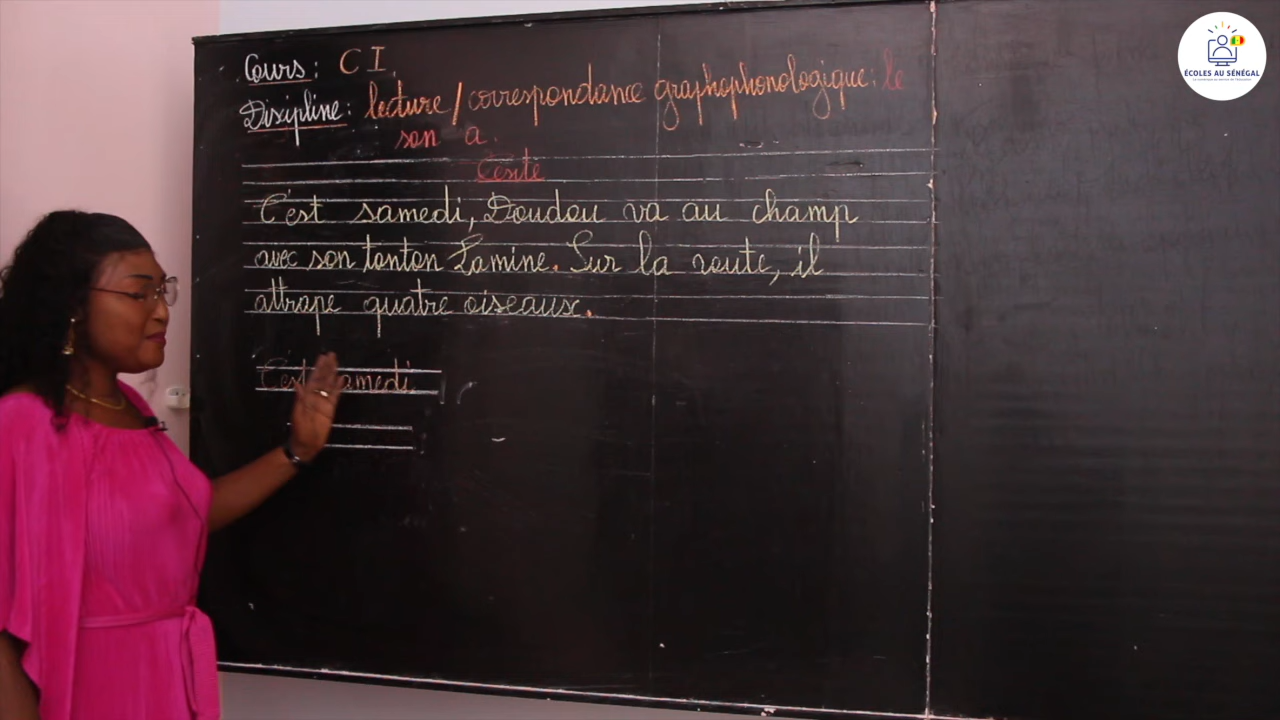 Cours : CI.
Discipline : lecture / correspondance graphophonologique : le
son a.
Texte
C'est samedi, Doudou va au champ
avec son tonton Lamine. Sur la route, il
attrape quatre oiseaux.
C'est samedi
ÉCOLES AU SÉNÉGAL